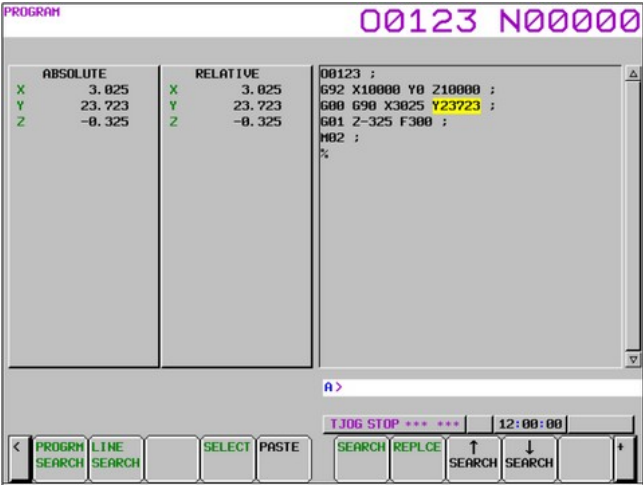 PROGRAM
O0123 N00000
ABSOLUTE
X 3.025
Y 23.723
Z -0.325
RELATIVE
X 3.025
Y 23.723
Z -0.325
O0123 ;
G92 X10000 Y0 Z10000 ;
G00 G90 X3025 Y23723 ;
G01 Z-325 F300 ;
M02 ;
%
A>
TJOG STOP *** ***
12:00:00
<
PROGRM
SEARCH
LINE
SEARCH
SELECT
PASTE
SEARCH
REPLCE
↑
SEARCH
↓
SEARCH
+